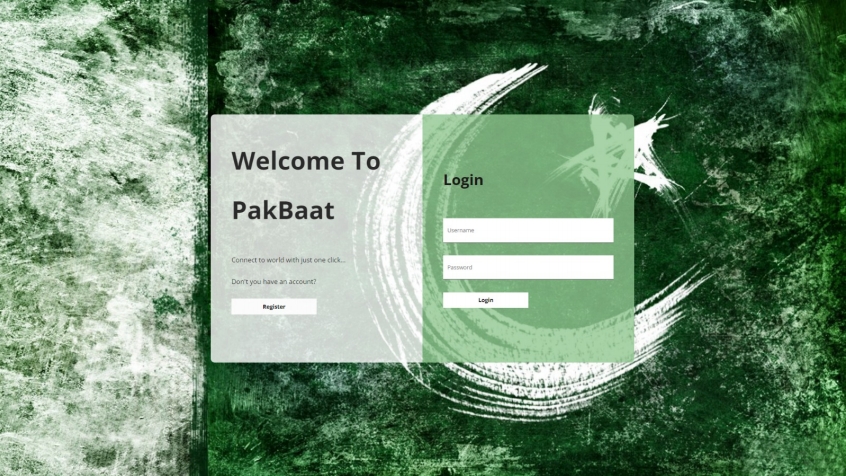 Welcome To
PakBaat
Connect to world with just one click...
Don't you have an account?
Register
Login
Username
Password
Login